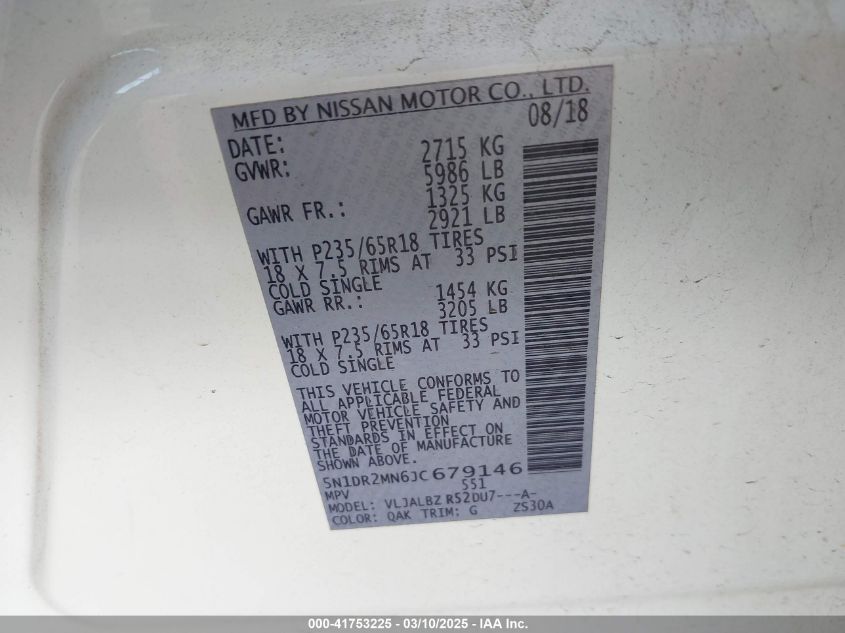 MFD BY NISSAN MOTOR CO., LTD.
DATE: 08/18
GVWR: 2715 KG
5986 LB
GAWR FR.: 1325 KG
2921 LB
WITH P235/65R18 TIRES
18 X 7.5 RIMS AT 33 PSI
COLD SINGLE
GAWR RR.: 1454 KG
3205 LB
WITH P235/65R18 TIRES
18 X 7.5 RIMS AT 33 PSI
COLD SINGLE
THIS VEHICLE CONFORMS TO
ALL APPLICABLE FEDERAL
MOTOR VEHICLE SAFETY AND
THEFT PREVENTION
STANDARDS IN EFFECT ON
THE DATE OF MANUFACTURE
SHOWN ABOVE.
5N1DR2MN6JC679146
MPV 551
MODEL: VLJALBZ R52DU7---A-
COLOR: QAK TRIM: G ZS30A
000-41753225 - 03/10/2025 - IAA Inc.